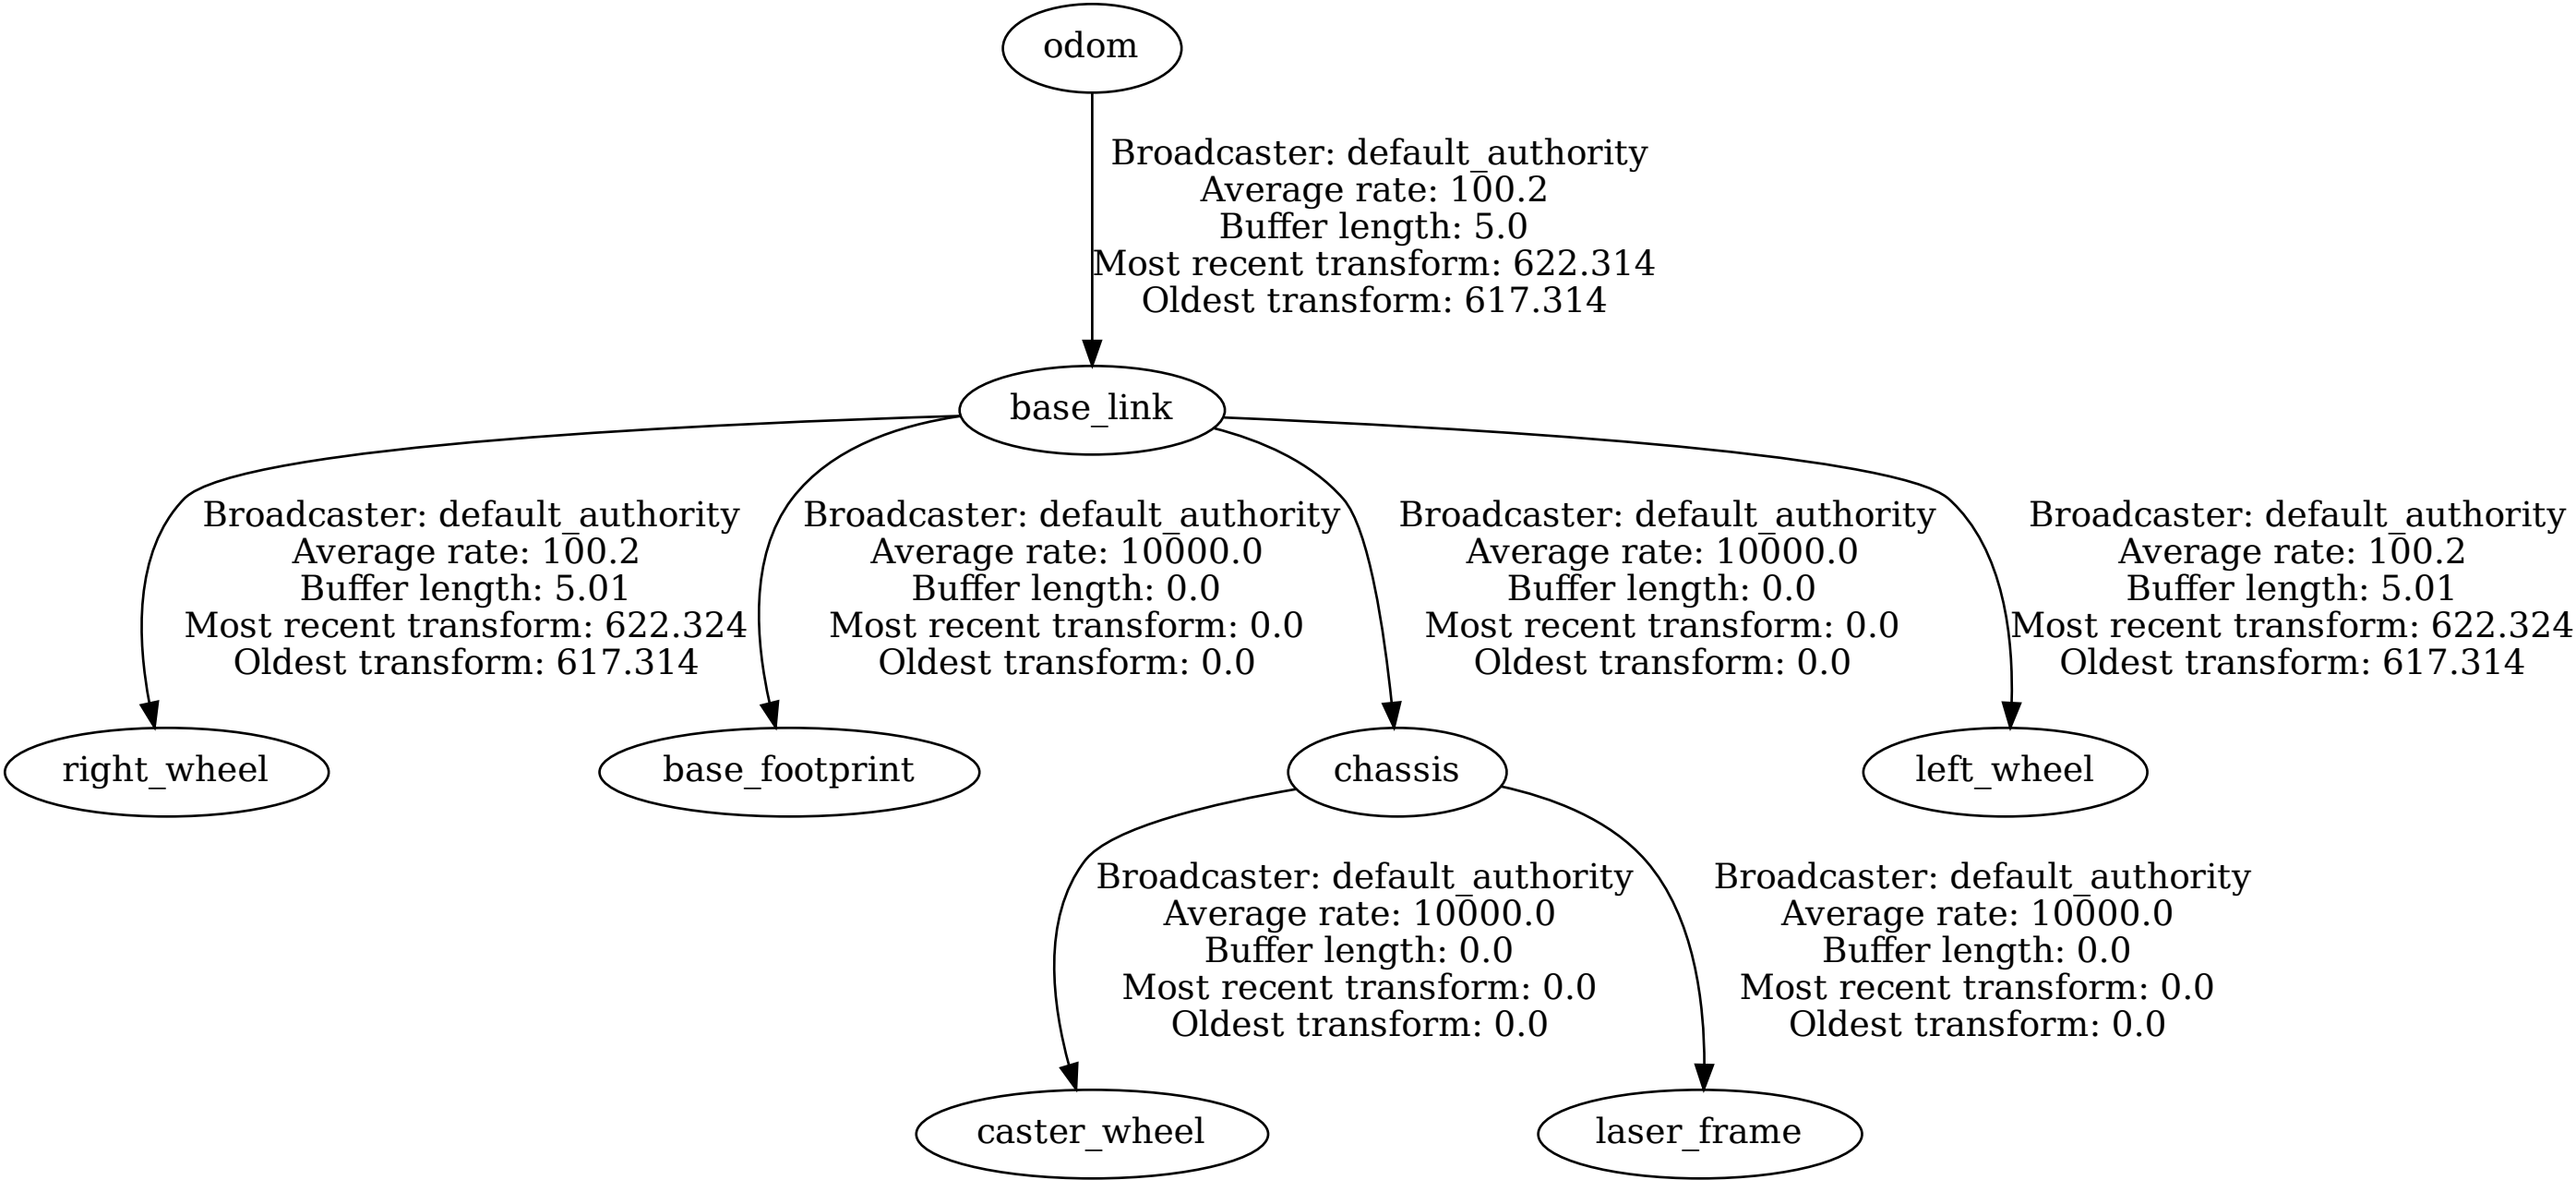 odom
Broadcaster: default_authority
Average rate: 100.2
Buffer length: 5.0
Most recent transform: 622.314
Oldest transform: 617.314
base_link
Broadcaster: default_authority
Average rate: 100.2
Buffer length: 5.01
Most recent transform: 622.324
Oldest transform: 617.314
Broadcaster: default_authority
Average rate: 10000.0
Buffer length: 0.0
Most recent transform: 0.0
Oldest transform: 0.0
Broadcaster: default_authority
Average rate: 10000.0
Buffer length: 0.0
Most recent transform: 0.0
Oldest transform: 0.0
Broadcaster: default_authority
Average rate: 100.2
Buffer length: 5.01
Most recent transform: 622.324
Oldest transform: 617.314
right_wheel
base_footprint
chassis
left_wheel
Broadcaster: default_authority
Average rate: 10000.0
Buffer length: 0.0
Most recent transform: 0.0
Oldest transform: 0.0
Broadcaster: default_authority
Average rate: 10000.0
Buffer length: 0.0
Most recent transform: 0.0
Oldest transform: 0.0
caster_wheel
laser_frame